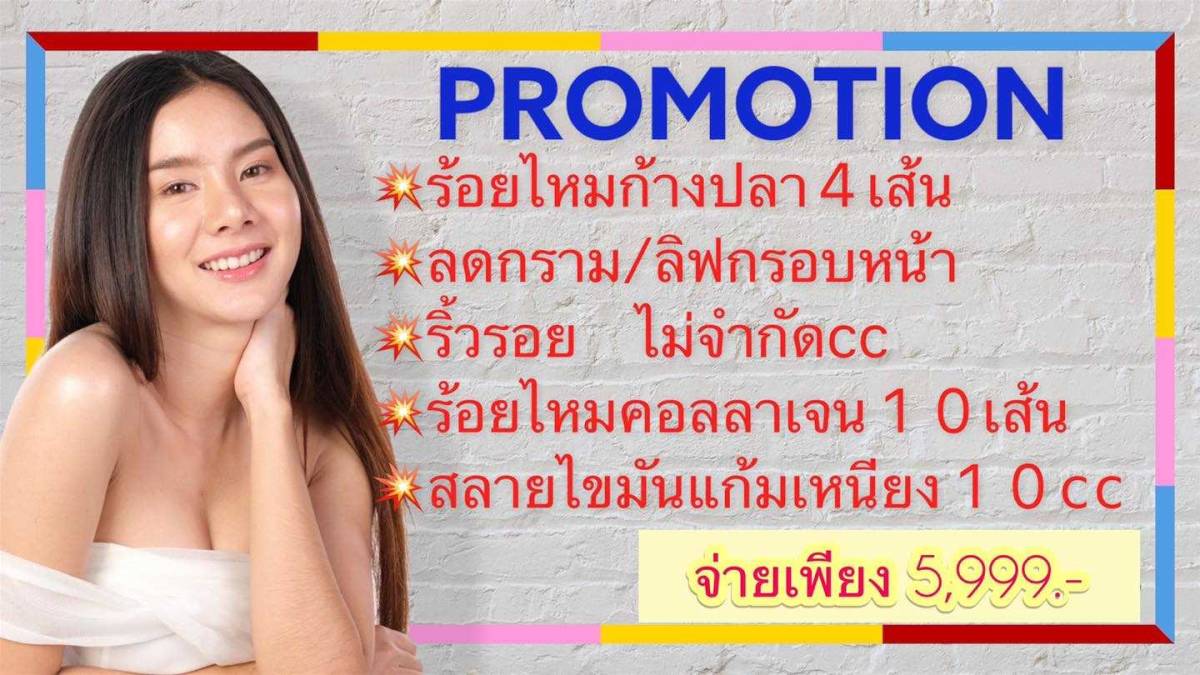 PROMOTION
💥ร้อยไหมก้างปลา 4 เส้น
💥ลดกราม/ลิฟกรอบหน้า
💥ริ้วรอย ไม่จำกัดcc
💥ร้อยไหมคอลลาเจน 1 0 เส้น
💥สลายไขมันแก้มเหนียง 1 0 c c
จ่ายเพียง 5,999.-